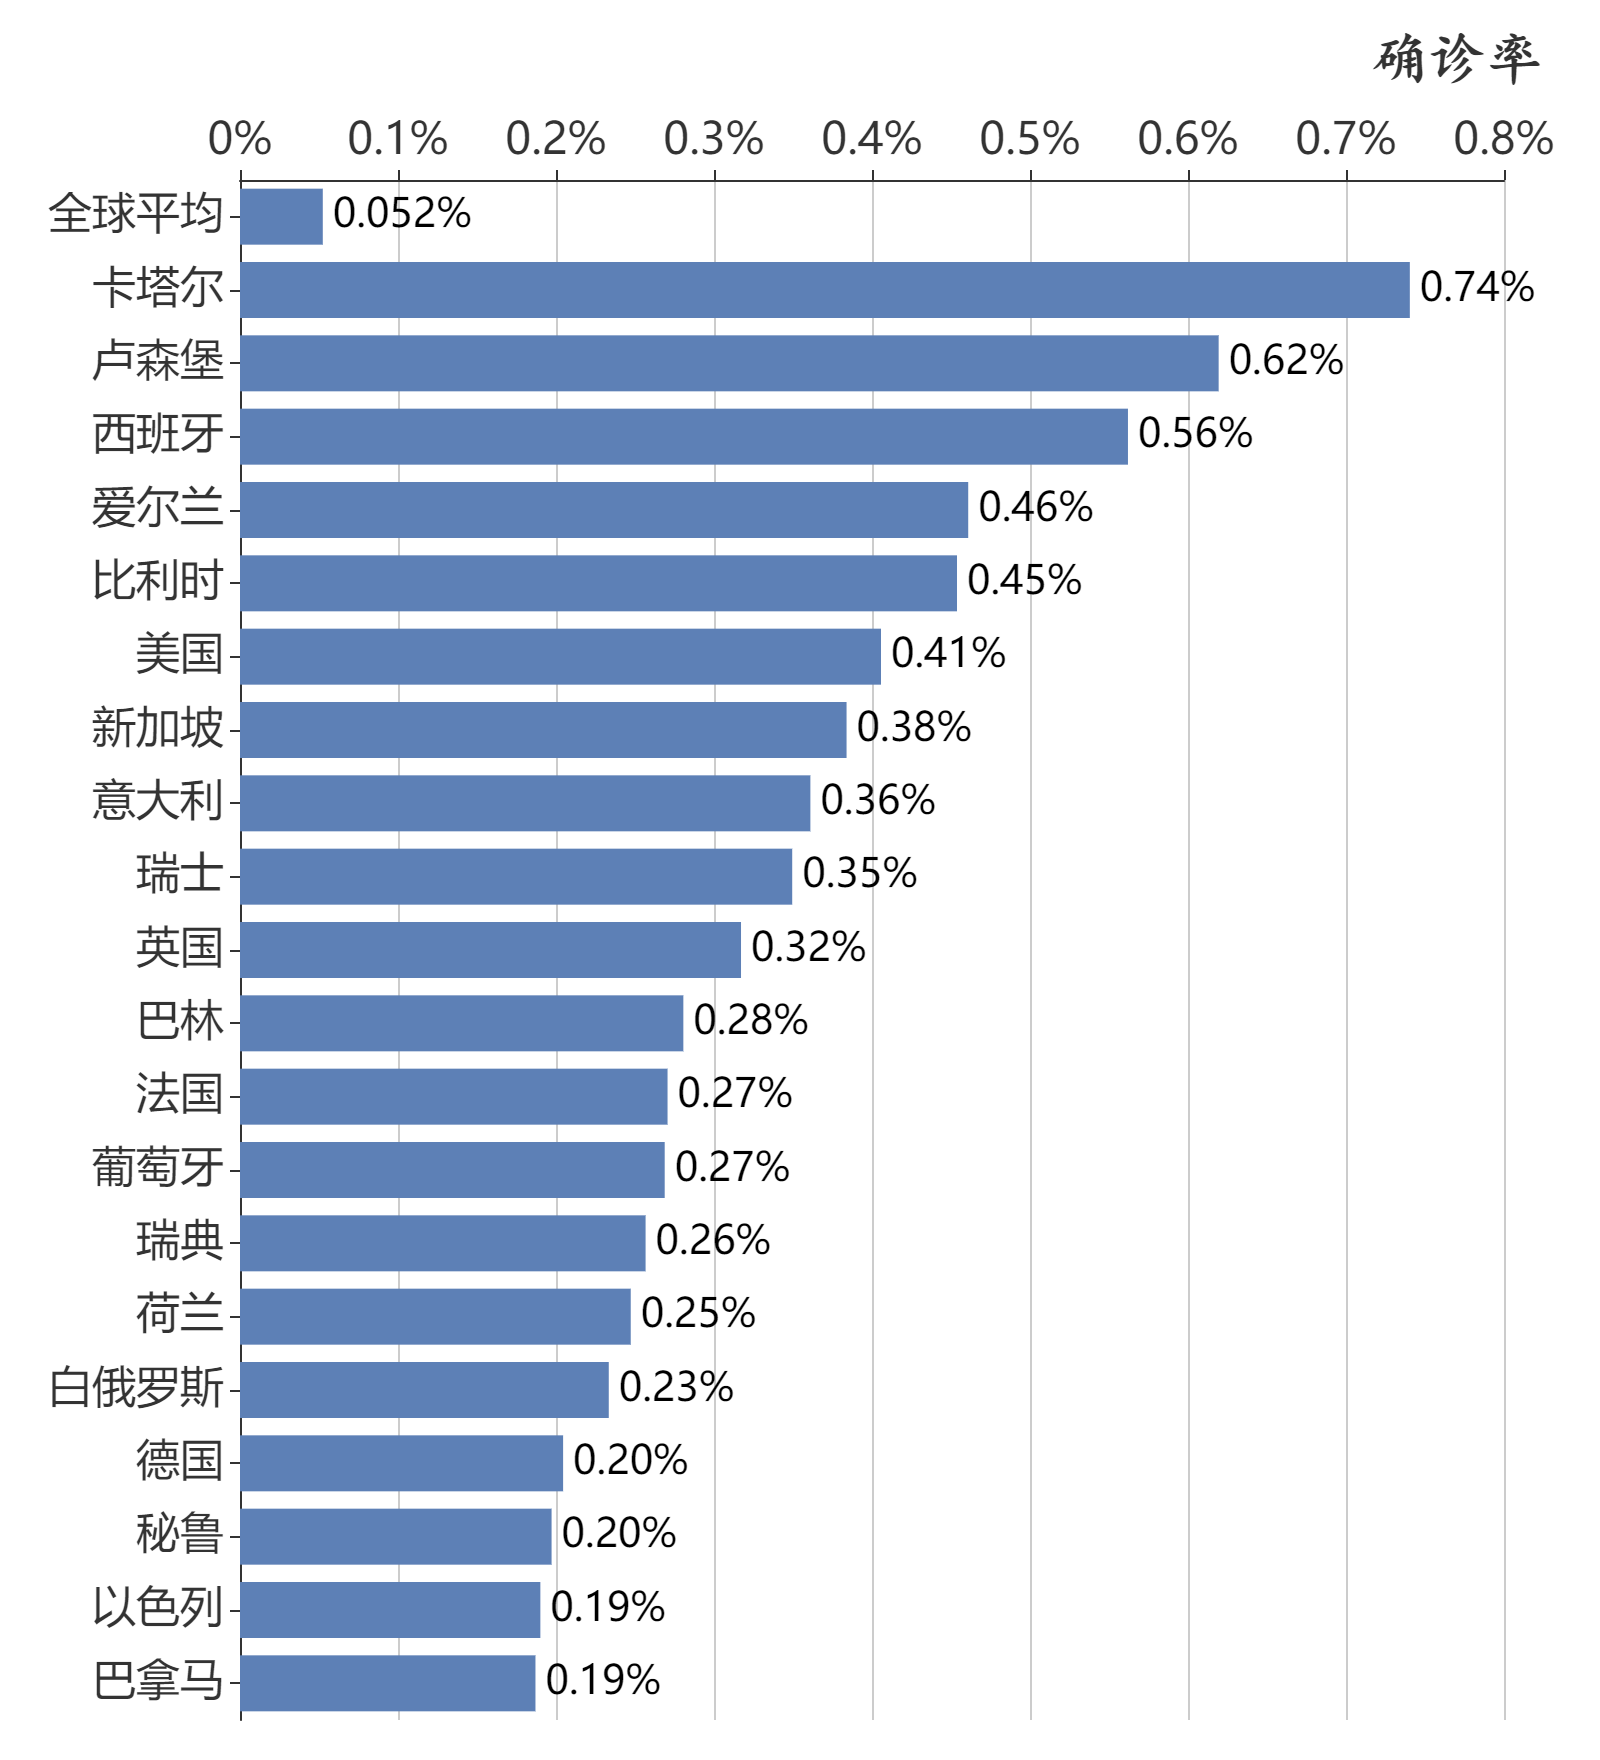 确诊率
0% 0.1% 0.2% 0.3% 0.4% 0.5% 0.6% 0.7% 0.8%
全球平均 0.052%
卡塔尔 0.74%
卢森堡 0.62%
西班牙 0.56%
爱尔兰 0.46%
比利时 0.45%
美国 0.41%
新加坡 0.38%
意大利 0.36%
瑞士 0.35%
英国 0.32%
巴林 0.28%
法国 0.27%
葡萄牙 0.27%
瑞典 0.26%
荷兰 0.25%
白俄罗斯 0.23%
德国 0.20%
秘鲁 0.20%
以色列 0.19%
巴拿马 0.19%